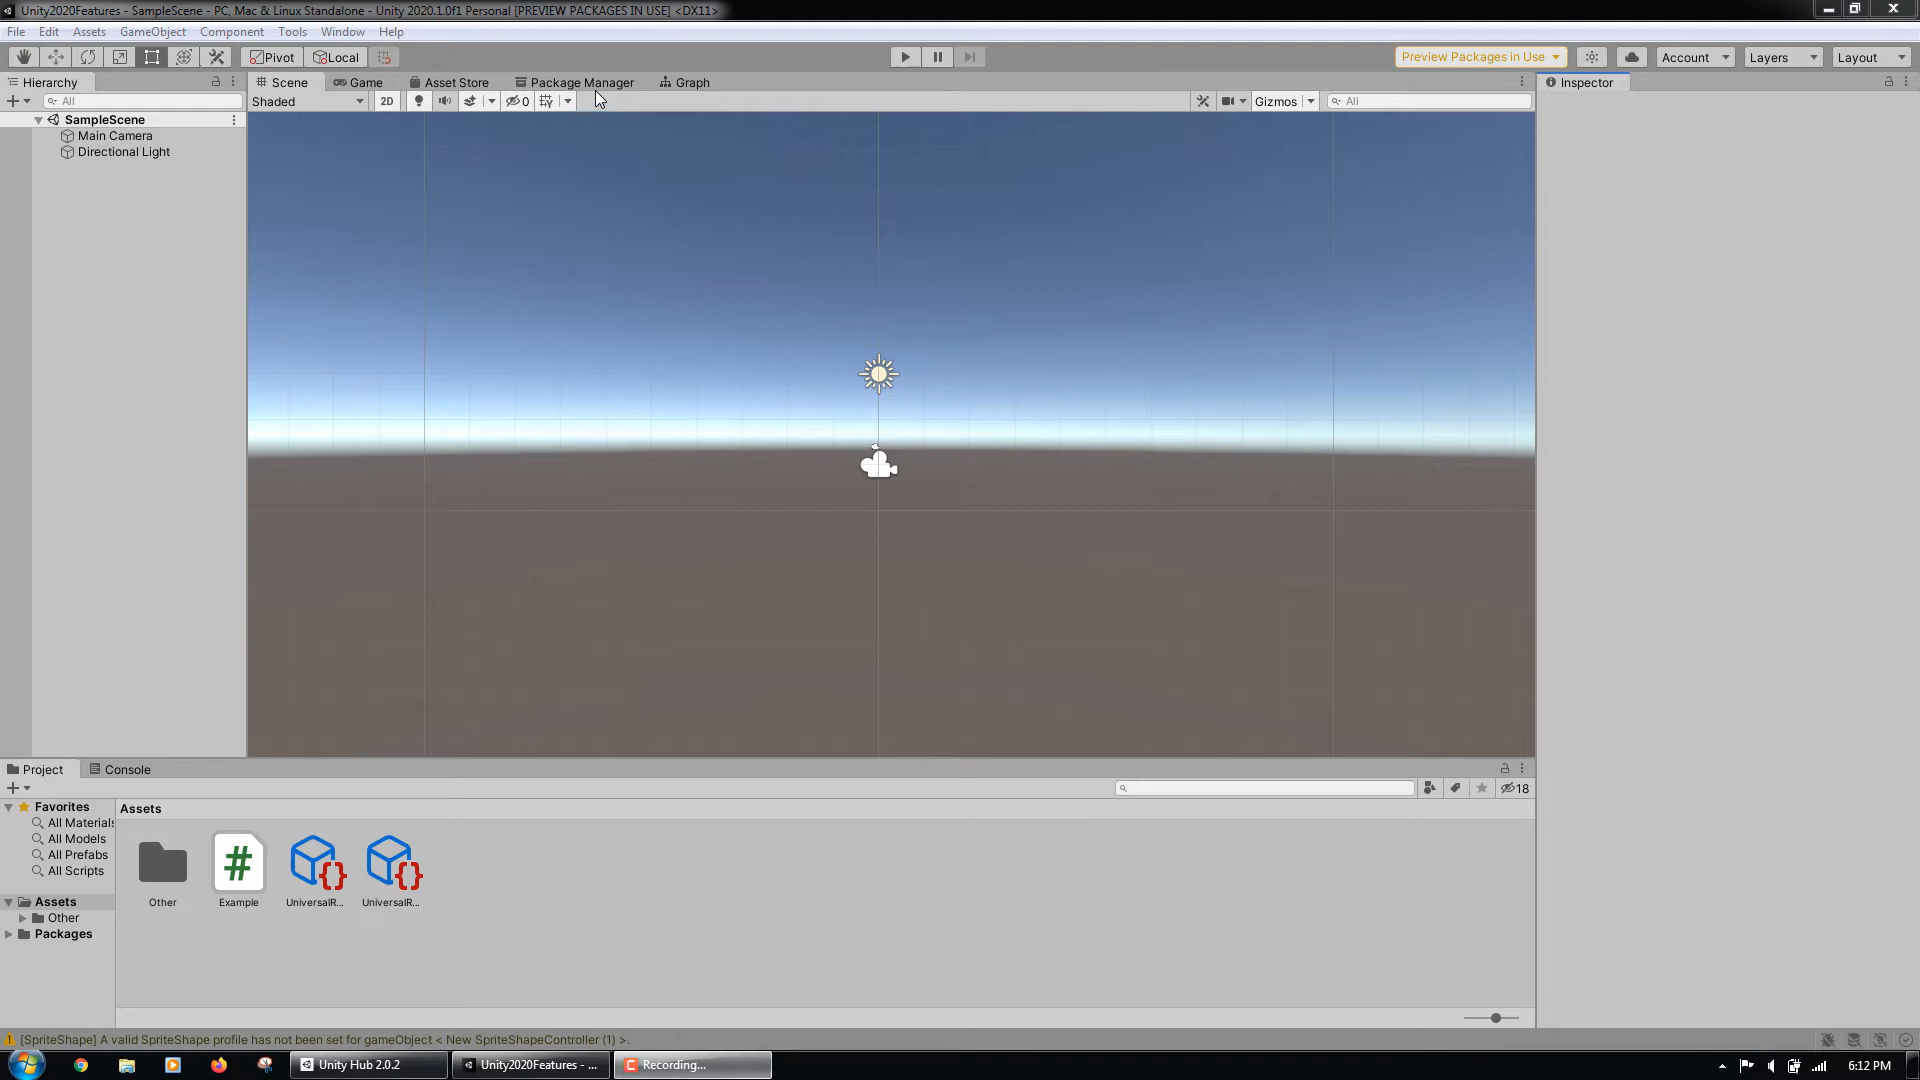 Unity2020Features - SampleScene - PC, Mac & Linux Standalone - Unity 2020.1.0f1 Personal [PREVIEW PACKAGES IN USE] <DX11>
File Edit Assets GameObject Component Tools Window Help
Pivot Local Preview Packages in Use Account Layers Layout
Hierarchy Scene Game Asset Store Package Manager Graph Inspector
All Shaded 2D 0 Gizmos All
SampleScene
Main Camera
Directional Light
Project Console
18
Favorites Assets
All Materials
All Models
All Prefabs
All Scripts
Other Example UniversalR... UniversalR...
Assets
Other
Packages
[SpriteShape] A valid SpriteShape profile has not been set for gameObject < New SpriteShapeController (1) >.
Unity Hub 2.0.2 Unity2020Features - ... Recording... 6:12 PM